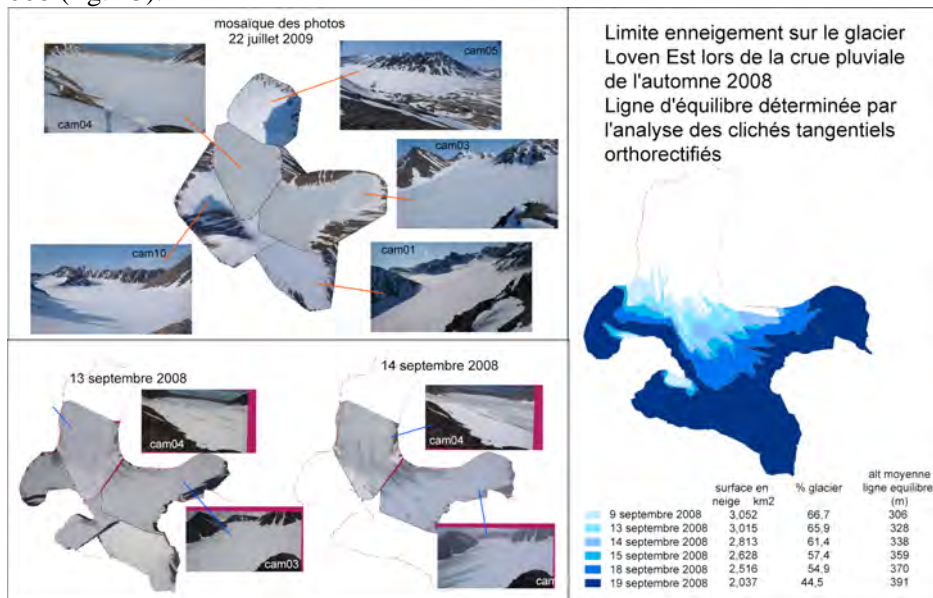 mosaïque des photos
22 juillet 2009
cam05
cam04
cam03
cam10
cam01
13 septembre 2008
14 septembre 2008
cam04
cam04
cam03
cam
Limite enneigement sur le glacier
Loven Est lors de la crue pluviale
de l'automne 2008
Ligne d'équilibre déterminée par
l'analyse des clichés tangentiels
orthorectifiés
surface en neige km2 % glacier alt moyenne ligne equilibre (m)
9 septembre 2008 3,052 66,7 306
13 septembre 2008 3,015 65,9 328
14 septembre 2008 2,813 61,4 338
15 septembre 2008 2,628 57,4 359
18 septembre 2008 2,516 54,9 370
19 septembre 2008 2,037 44,5 391